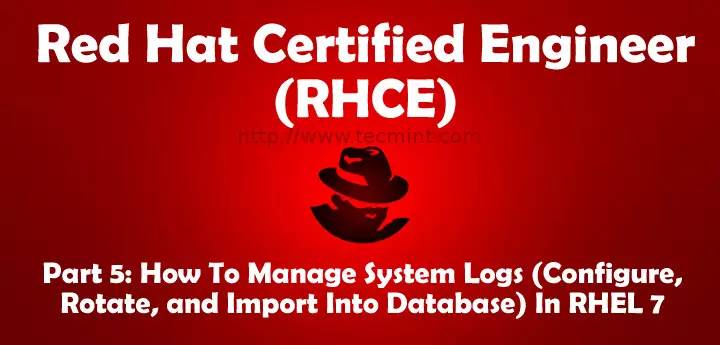 Red Hat Certified Engineer
(RHCE)
http://www.tecmint.com
Part 5: How To Manage System Logs (Configure,
Rotate, and Import Into Database) In RHEL 7